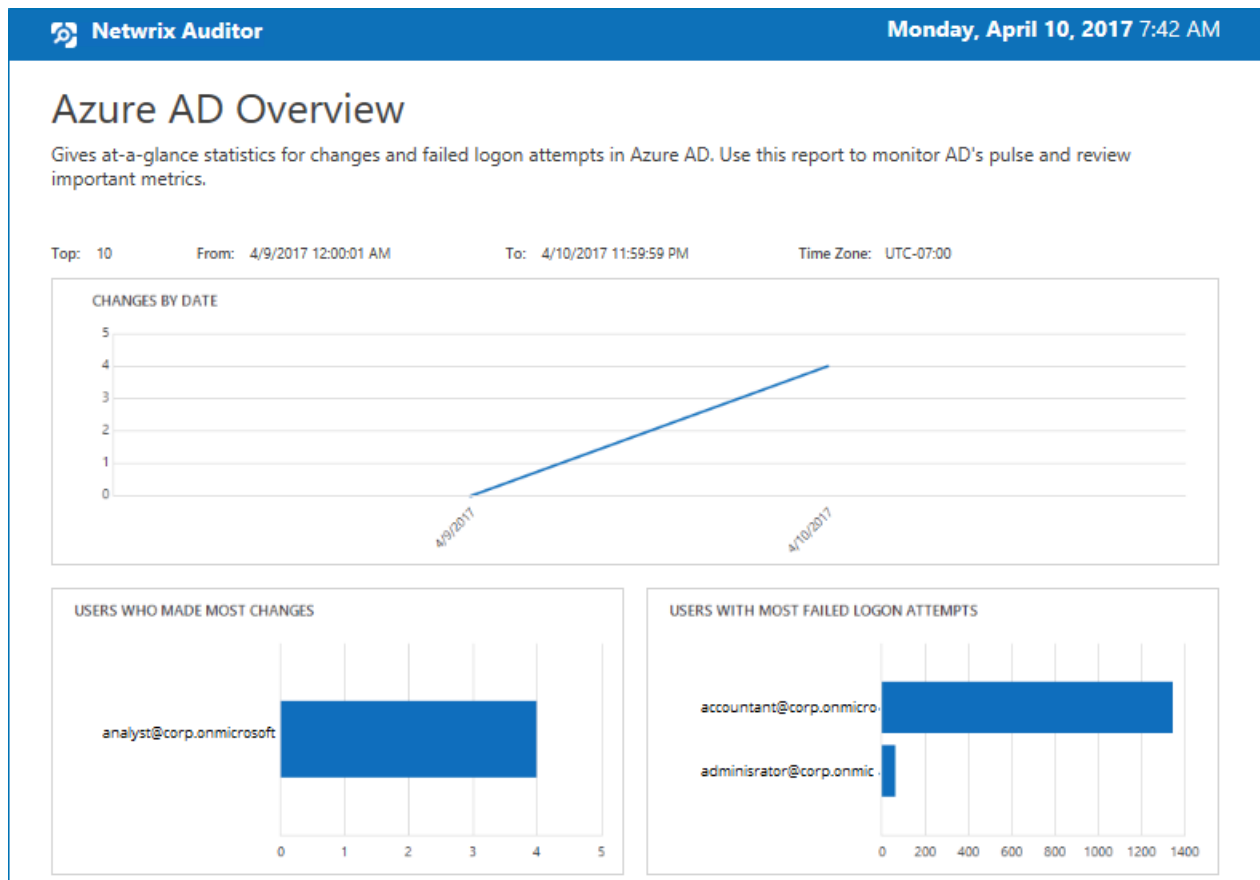 Netwrix Auditor
Monday, April 10, 2017 7:42 AM
Azure AD Overview
Gives at-a-glance statistics for changes and failed logon attempts in Azure AD. Use this report to monitor AD's pulse and review
important metrics.
Top: 10 From: 4/9/2017 12:00:01 AM To: 4/10/2017 11:59:59 PM Time Zone: UTC-07:00
CHANGES BY DATE
5
4
3
2
1
0
4/9/2017
4/10/2017
USERS WHO MADE MOST CHANGES
analyst@corp.onmicrosoft
0 1 2 3 4 5
USERS WITH MOST FAILED LOGON ATTEMPTS
accountant@corp.onmicro
adminisrator@corp.onmic
0 200 400 600 800 1000 1200 1400